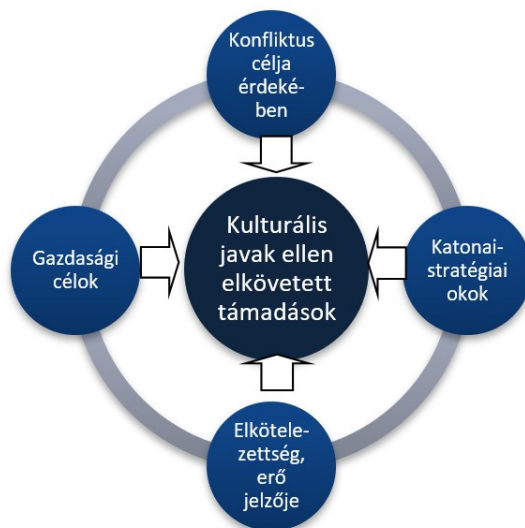 Konfliktus
célja
érdeké-
ben
Gazdasági
célok
Kulturális
javak ellen
elkövetett
támadások
Katonai-
stratégiai
okok
Elkötele-
zettség,
erő
jelzője